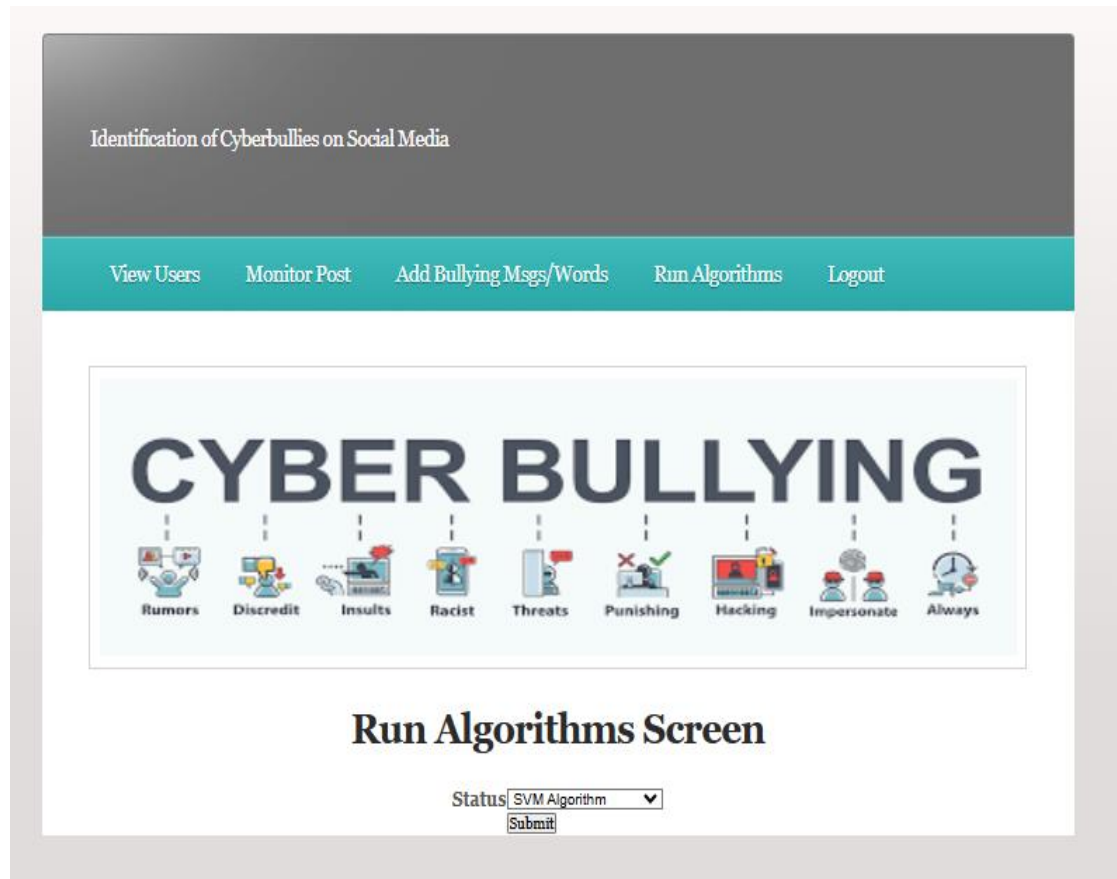 Identification of Cyberbullies on Social Media
View Users Monitor Post Add Bullying Msgs/Words Run Algorithms Logout
CYBER BULLYING
Rumors Discredit Insults Racist Threats Punishing Hacking Impersonate Always
Run Algorithms Screen
Status SVM Algorithm
Submit